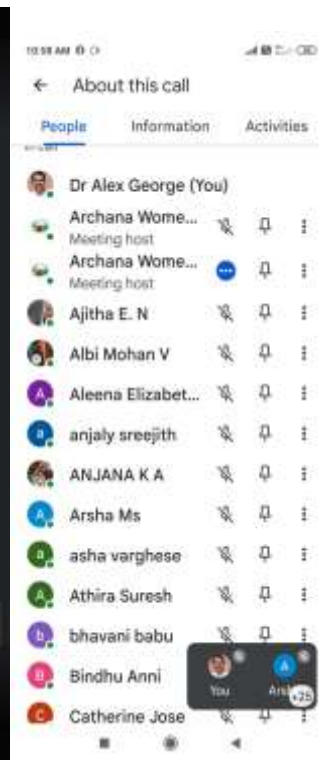 10:58 AM
About this call
People Information Activities
Dr Alex George (You)
Archana Wome...
Meeting host
Archana Wome...
Meeting host
Ajitha E. N
Albi Mohan V
A Aleena Elizabet...
a anjaly sreejith
ANJANA K A
A Arsha Ms
a asha varghese
A Athira Suresh
b bhavani babu
B Bindhu Anni
C Catherine Jose
A
You
+25